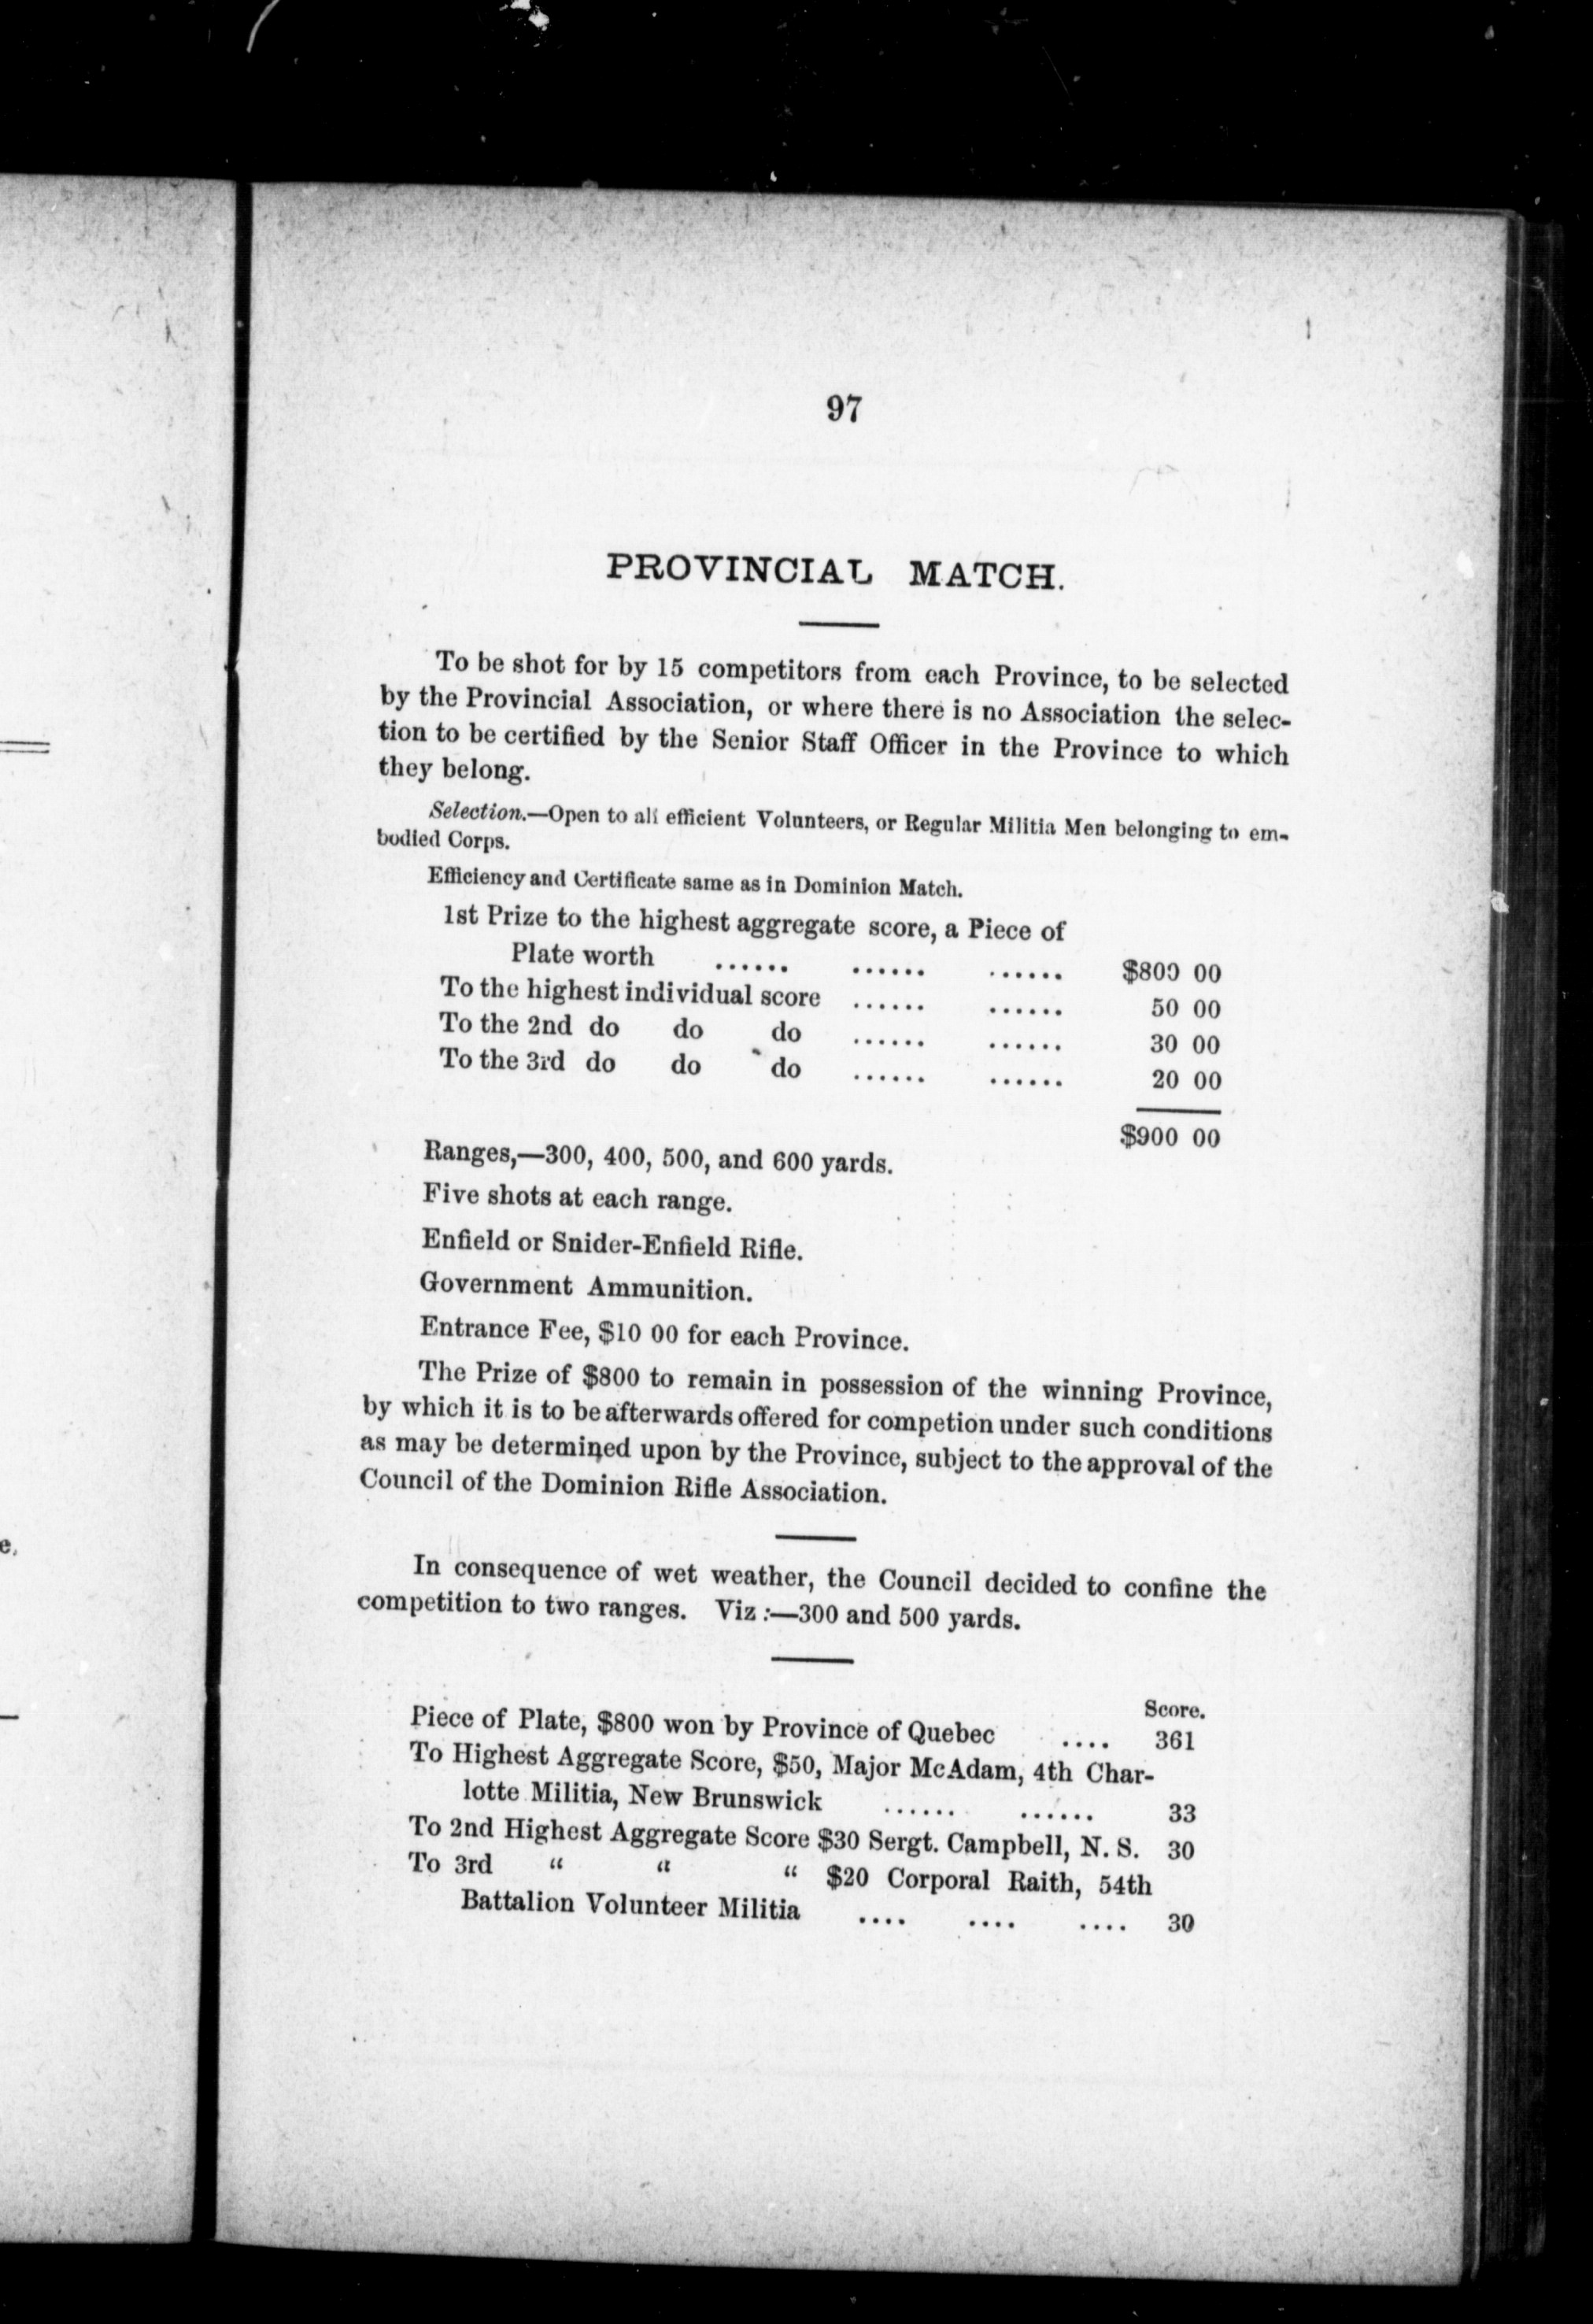 97
PROVINCIAL MATCH.
To be shot for by 15 competitors from each Province, to be selected
by the Provincial Association, or where there is no Association the selec-
tion to be certified by the Senior Staff Officer in the Province to which
they belong.
Selection.—Open to all efficient Volunteers, or Regular Militia Men belonging to em-
bodied Corps.
Efficiency and Certificate same as in Dominion Match.
1st Prize to the highest aggregate score, a Piece of
Plate worth ...... ...... ...... $800 00
To the highest individual score ...... ...... 50 00
To the 2nd do do do ...... ...... 30 00
To the 3rd do do do ...... ...... 20 00
$900 00
Ranges,—300, 400, 500, and 600 yards.
Five shots at each range.
Enfield or Snider-Enfield Rifle.
Government Ammunition.
Entrance Fee, $10 00 for each Province.
The Prize of $800 to remain in possession of the winning Province,
by which it is to be afterwards offered for competion under such conditions
as may be determined upon by the Province, subject to the approval of the
Council of the Dominion Rifle Association.
In consequence of wet weather, the Council decided to confine the
competition to two ranges. Viz :—300 and 500 yards.
Score.
Piece of Plate, $800 won by Province of Quebec .... 361
To Highest Aggregate Score, $50, Major McAdam, 4th Char-
lotte Militia, New Brunswick ...... ...... 33
To 2nd Highest Aggregate Score $30 Sergt. Campbell, N. S. 30
To 3rd " " " $20 Corporal Raith, 54th
Battalion Volunteer Militia .... .... .... 30
e,